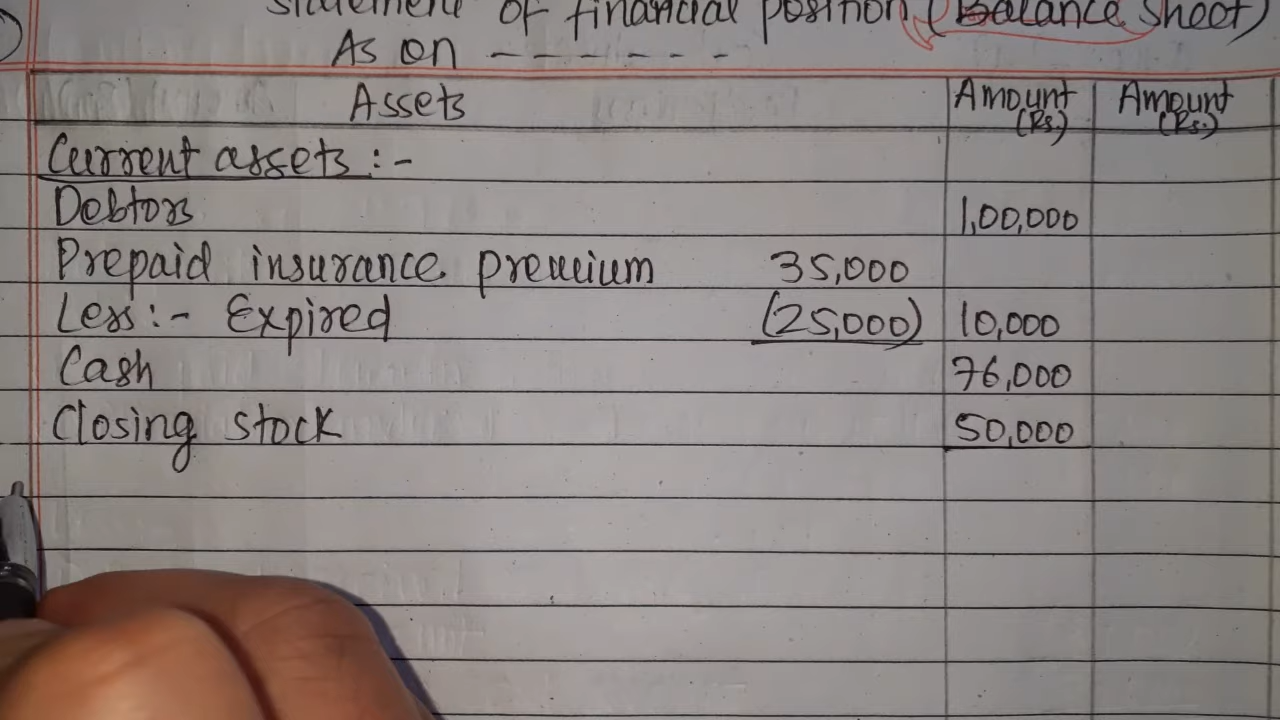 Statement of financial position (Balance Sheet)
As on - - - - - - -
Assets Amount (Rs.) Amount (Rs.)
Current assets :-
Debtors 1,00,000
Prepaid insurance premium 35,000
Less :- Expired (25,000) 10,000
Cash 76,000
Closing stock 50,000